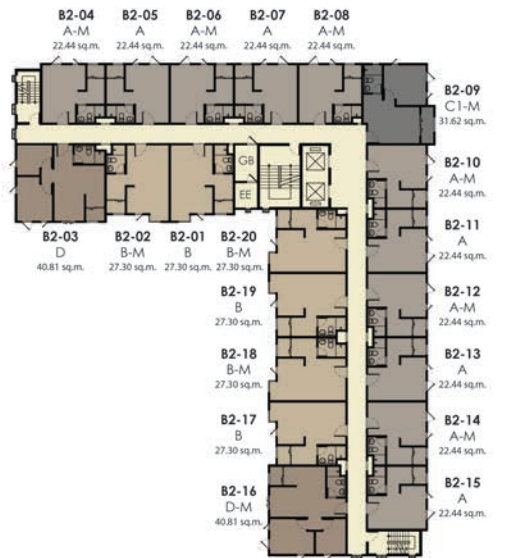 B2-04
A-M
22.44 sq.m.
B2-05
A
22.44 sq.m.
B2-06
A-M
22.44 sq.m.
B2-07
A
22.44 sq.m.
B2-08
A-M
22.44 sq.m.
B2-09
C1-M
31.62 sq.m.
GB
EE
B2-10
A-M
22.44 sq.m.
B2-03
D
40.81 sq.m.
B2-02
B-M
27.30 sq.m.
B2-01
B
27.30 sq.m.
B2-20
B-M
27.30 sq.m.
B2-11
A
22.44 sq.m.
B2-19
B
27.30 sq.m.
B2-12
A-M
22.44 sq.m.
B2-18
B-M
27.30 sq.m.
B2-13
A
22.44 sq.m.
B2-17
B
27.30 sq.m.
B2-14
A-M
22.44 sq.m.
B2-16
D-M
40.81 sq.m.
B2-15
A
22.44 sq.m.